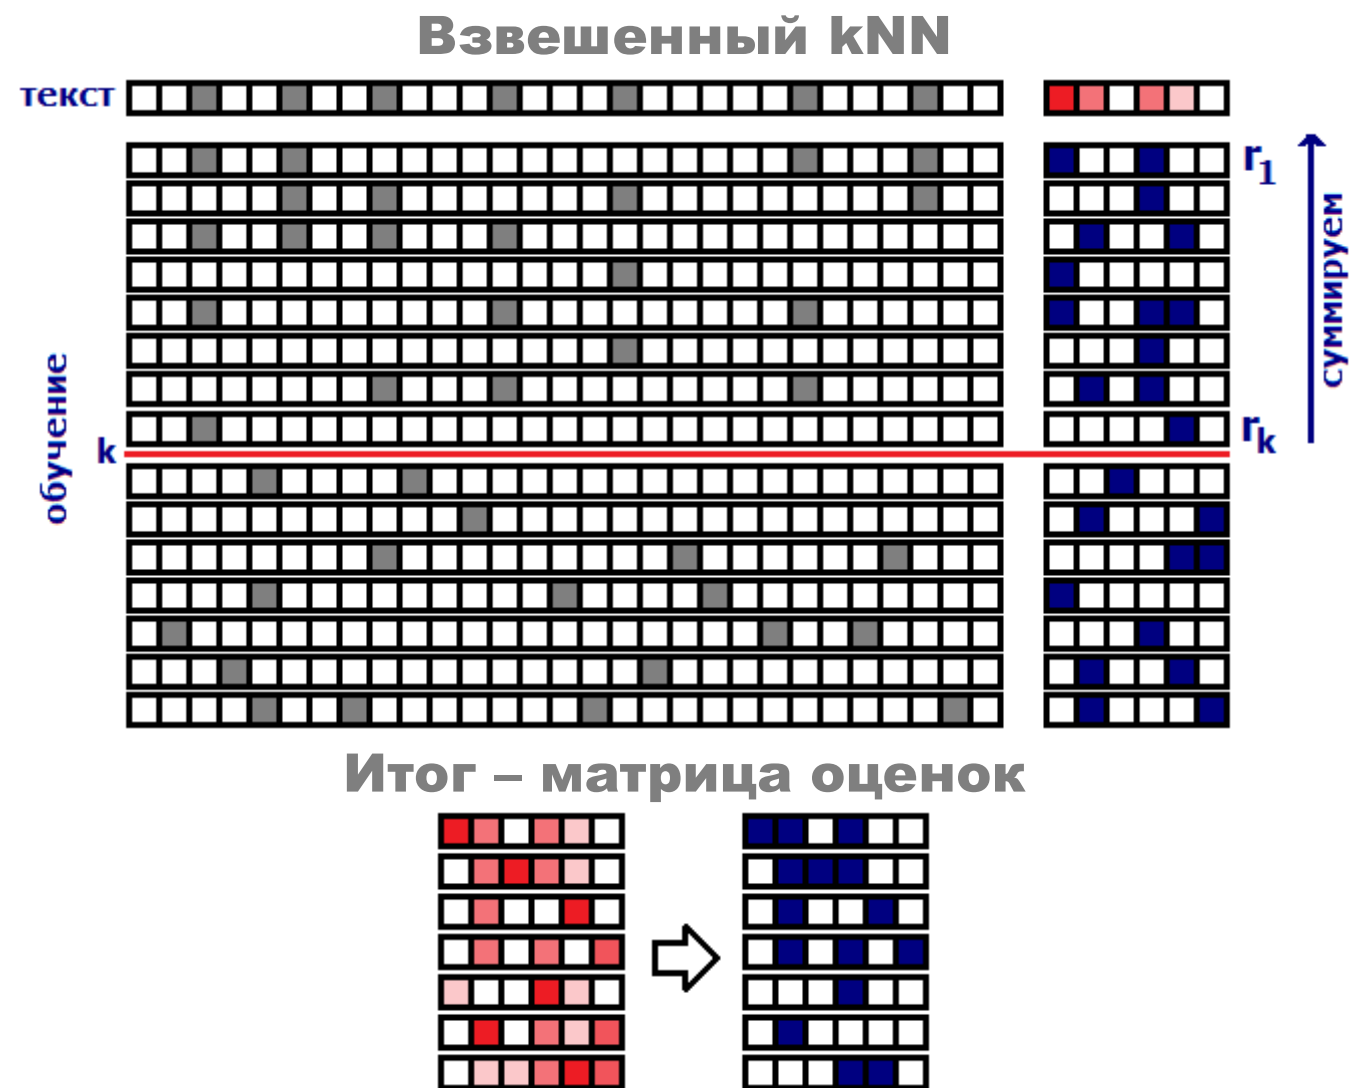 Взвешенный kNN
текст
r1
суммируем
обучение
k
rk
Итог – матрица оценок